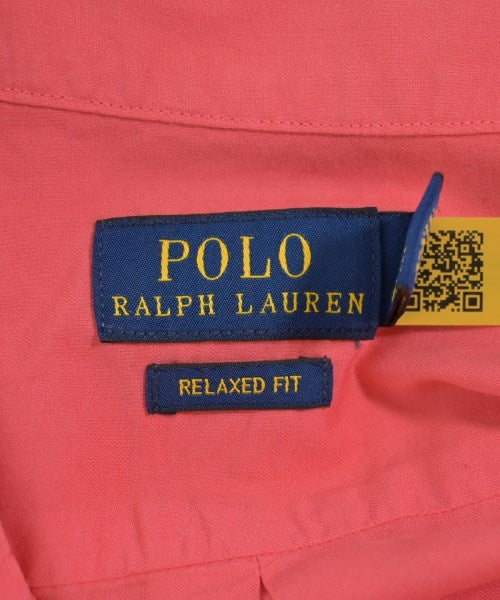 POLO
RALPH LAUREN
RELAXED FIT